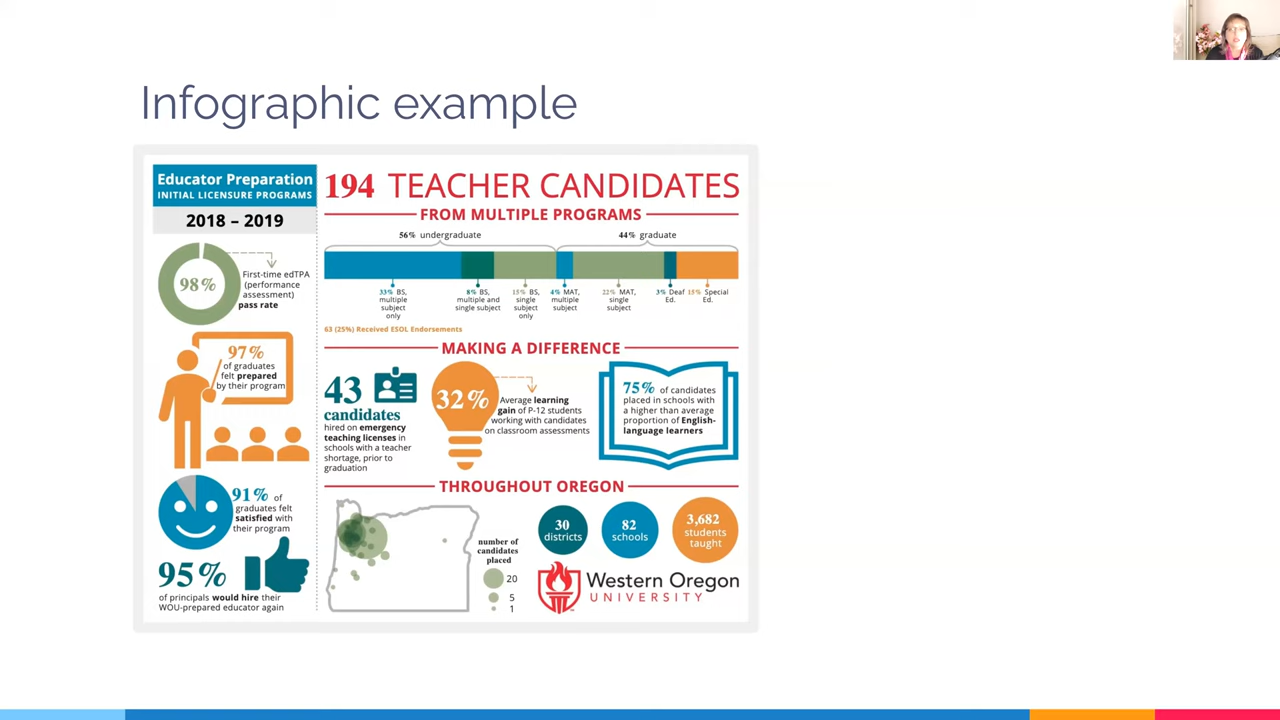 Infographic example
Educator Preparation
INITIAL LICENSURE PROGRAMS
2018 – 2019
98%
First-time edTPA
(performance
assessment)
pass rate
97%
of graduates
felt prepared
by their program
91% of
graduates felt
satisfied with
their program
95%
of principals would hire their
WOU-prepared educator again
194 TEACHER CANDIDATES
FROM MULTIPLE PROGRAMS
56% undergraduate
44% graduate
33% BS,
multiple
subject
only
8% BS,
multiple and
single subject
15% BS,
single
subject
only
4% MAT,
multiple
subject
22% MAT,
single
subject
3% Deaf
Ed.
15% Special
Ed.
63 (25%) Received ESOL Endorsements
MAKING A DIFFERENCE
43
candidates
hired on emergency
teaching licenses in
schools with a teacher
shortage, prior to
graduation
32%
Average learning
gain of P-12 students
working with candidates
on classroom assessments
75% of candidates
placed in schools with
a higher than average
proportion of English-
language learners
THROUGHOUT OREGON
number of
candidates
placed
20
5
1
30
districts
82
schools
3,682
students
taught
Western Oregon
UNIVERSITY